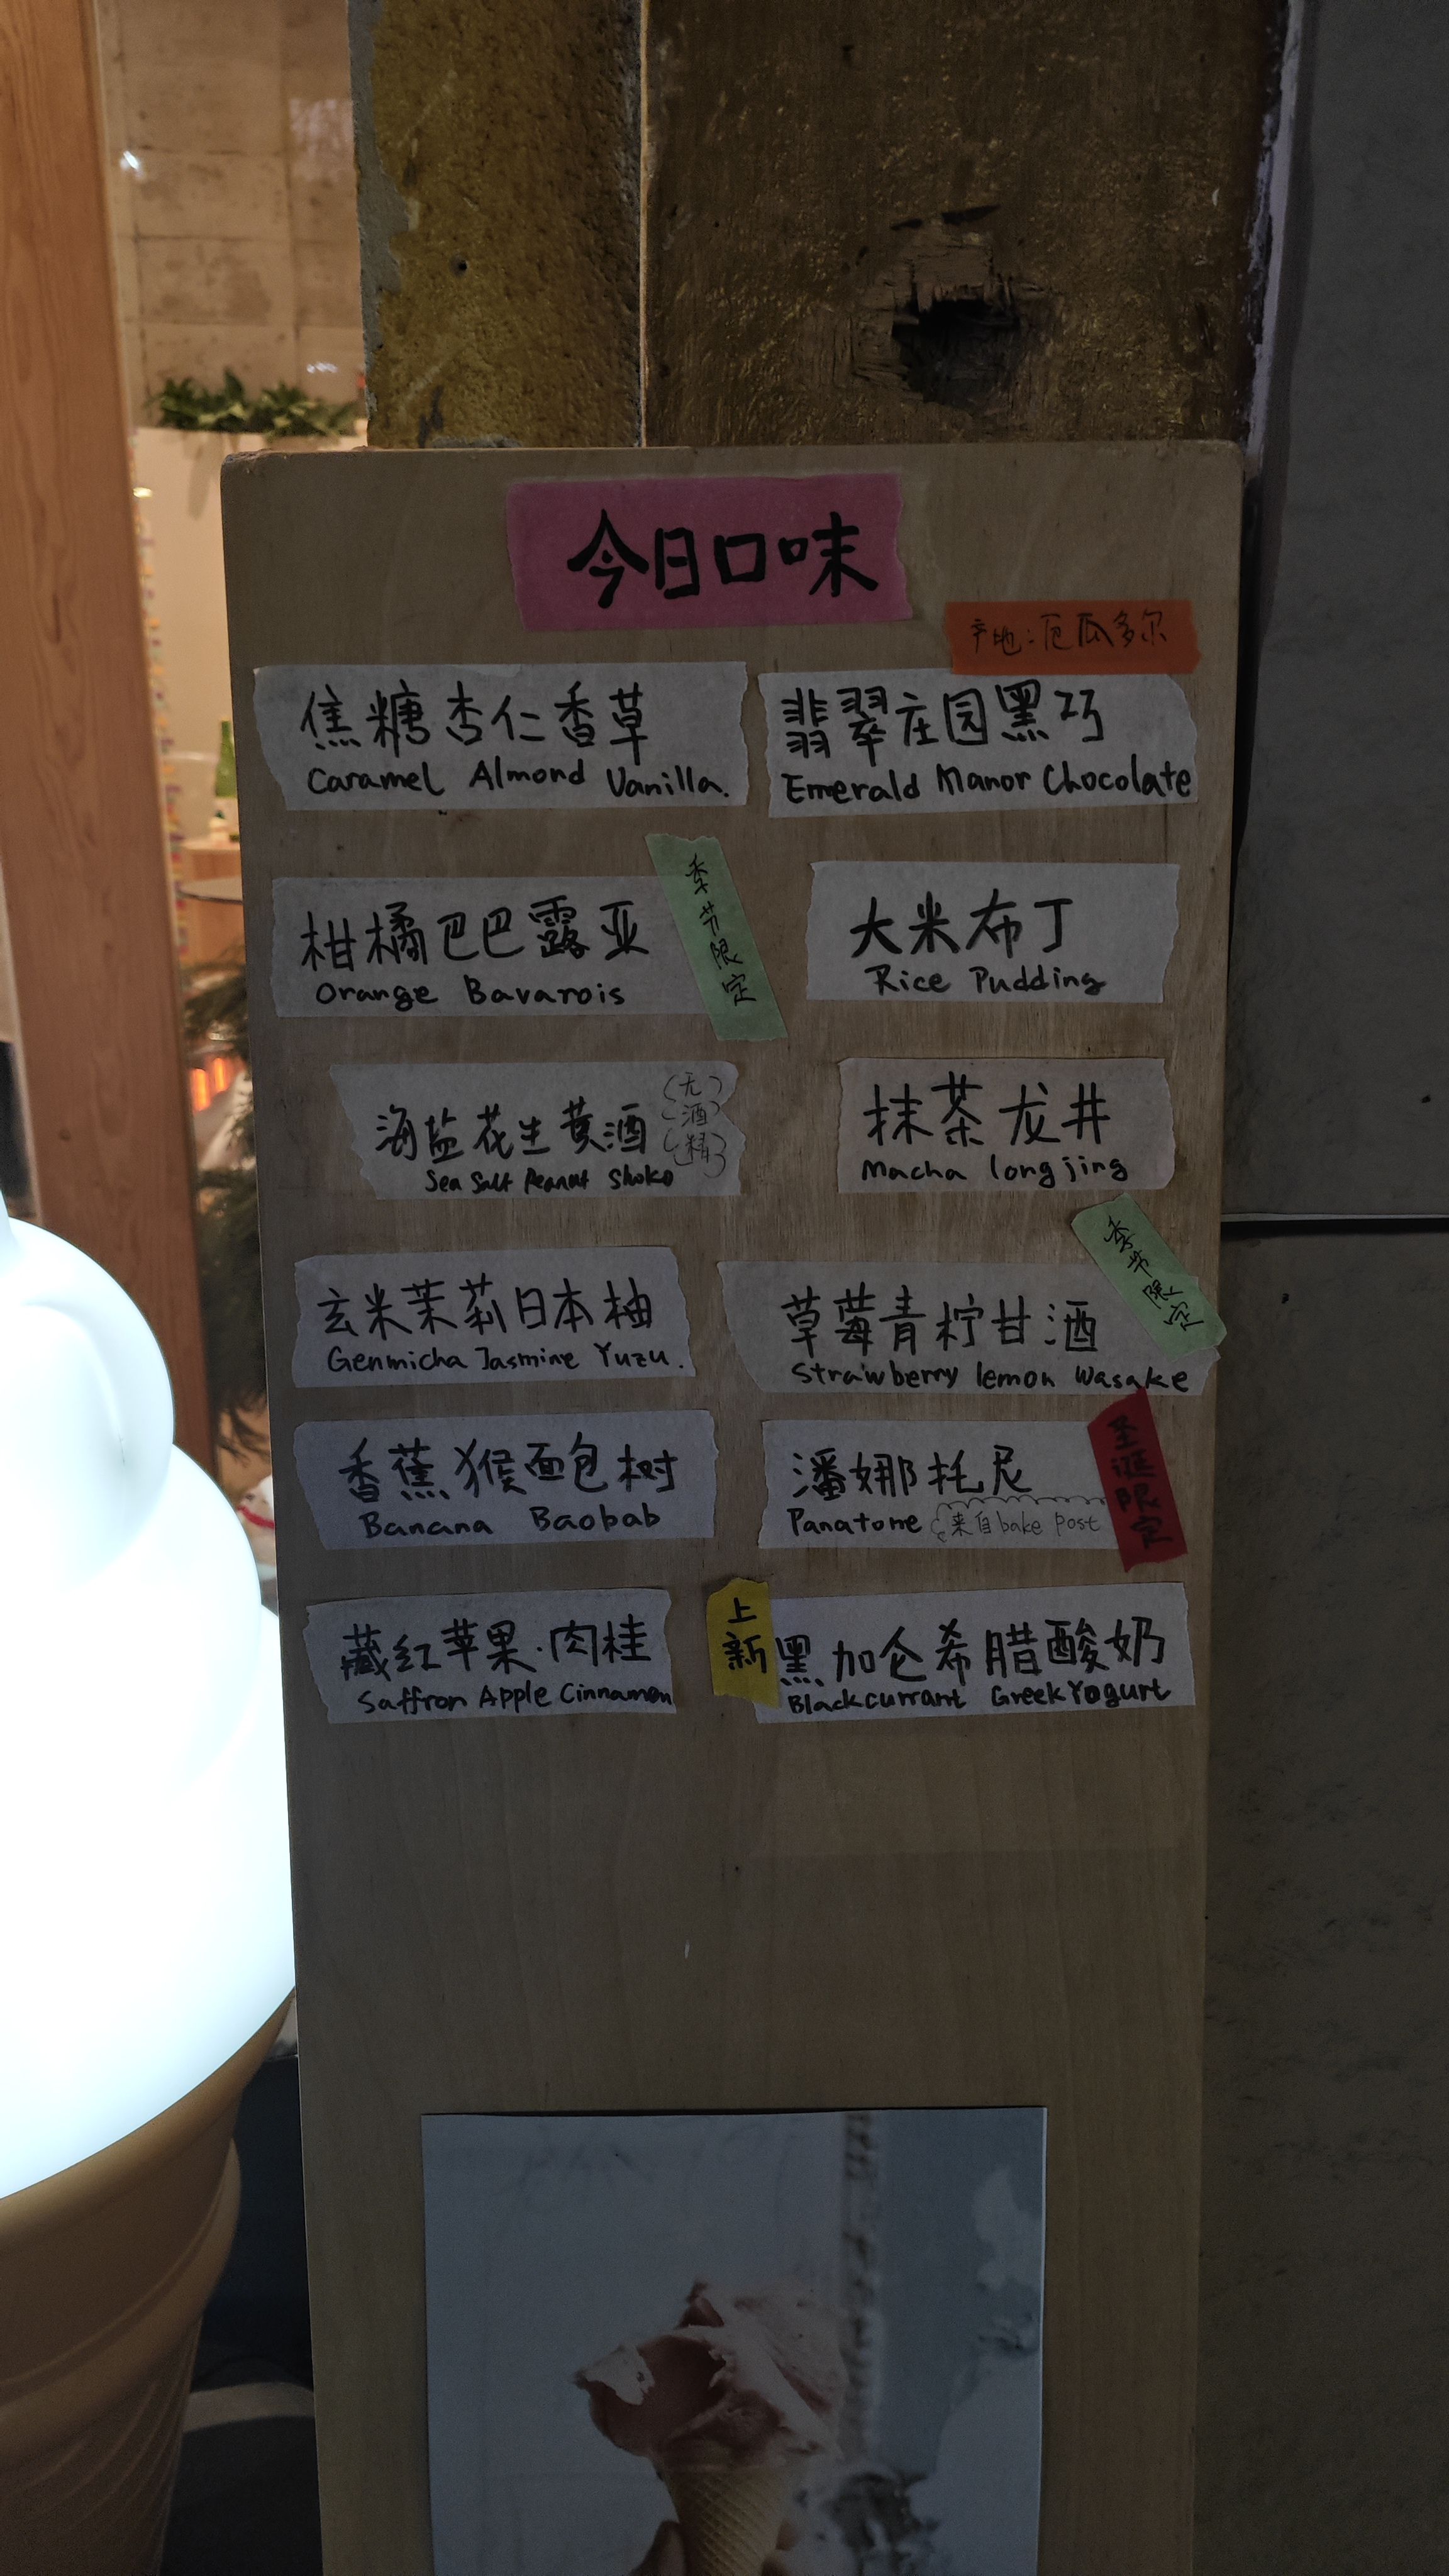 今日口味
产地:厄瓜多尔
焦糖杏仁香草
Caramel Almond Vanilla.
翡翠庄园黑巧
Emerald Manor Chocolate
柑橘巴巴露亚
Orange Bavarois
季节限定
大米布丁
Rice Pudding
海盐花生黄酒
(无酒精)
Sea Salt Peanut Shoko
抹茶龙井
Macha longjing
玄米茉莉日本柚
Genmicha Jasmine Yuzu.
草莓青柠甘酒
Strawberry lemon Wasake
季节限定
香蕉猴面包树
Banana Baobab
潘娜托尼
Panatone 来自bake post
圣诞限定
藏红苹果·肉桂
Saffron Apple Cinnamon
上新
黑加仑希腊酸奶
Blackcurrant Greek Yogurt